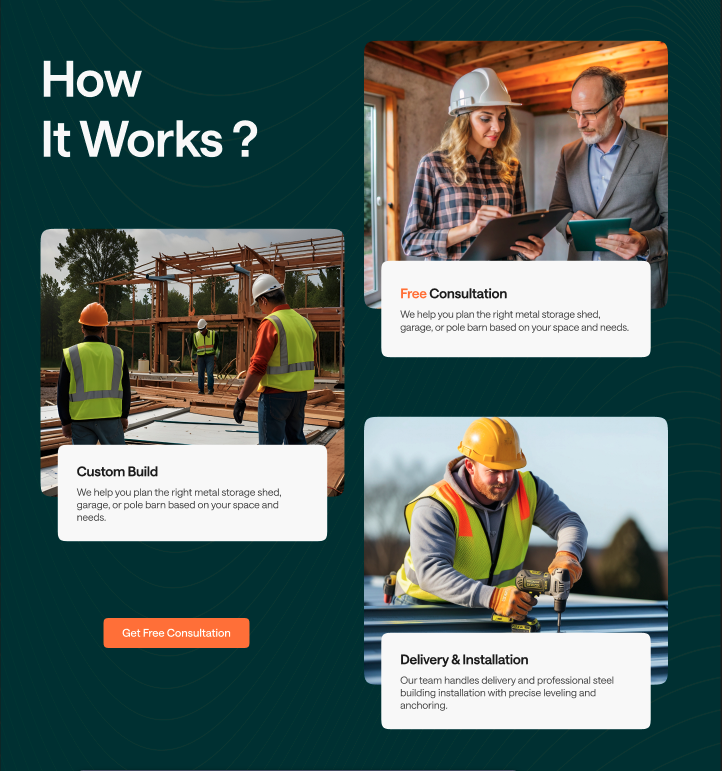 How
It Works ?
Free Consultation
We help you plan the right metal storage shed,
garage, or pole barn based on your space and needs.
Custom Build
We help you plan the right metal storage shed,
garage, or pole barn based on your space and
needs.
Delivery & Installation
Our team handles delivery and professional steel
building installation with precise leveling and
anchoring.
Get Free Consultation